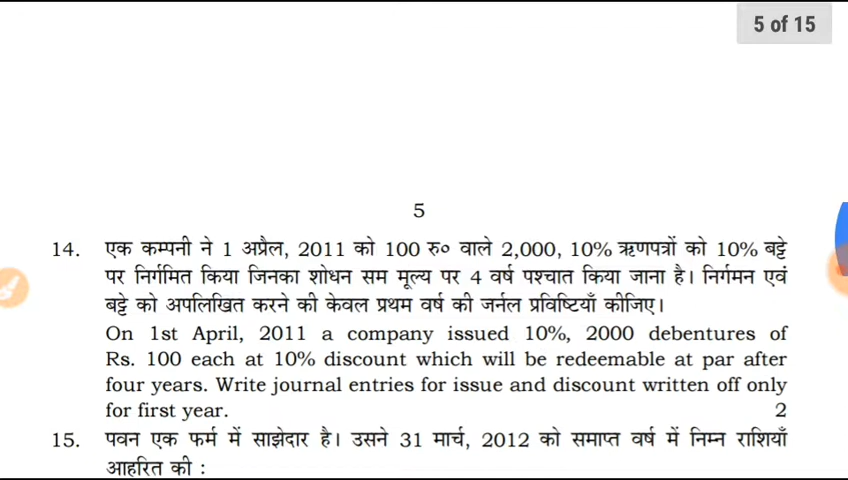 5 of 15
5
14. एक कम्पनी ने 1 अप्रैल, 2011 को 100 रु० वाले 2,000, 10% ऋणपत्रों को 10% बट्टे
पर निर्गमित किया जिनका शोधन सम मूल्य पर 4 वर्ष पश्चात किया जाना है। निर्गमन एवं
बट्टे को अपलिखित करने की केवल प्रथम वर्ष की जर्नल प्रविष्टियाँ कीजिए।
On 1st April, 2011 a company issued 10%, 2000 debentures of
Rs. 100 each at 10% discount which will be redeemable at par after
four years. Write journal entries for issue and discount written off only
for first year. 2
15. पवन एक फर्म में साझेदार है। उसने 31 मार्च, 2012 को समाप्त वर्ष में निम्न राशियाँ
आहरित की :